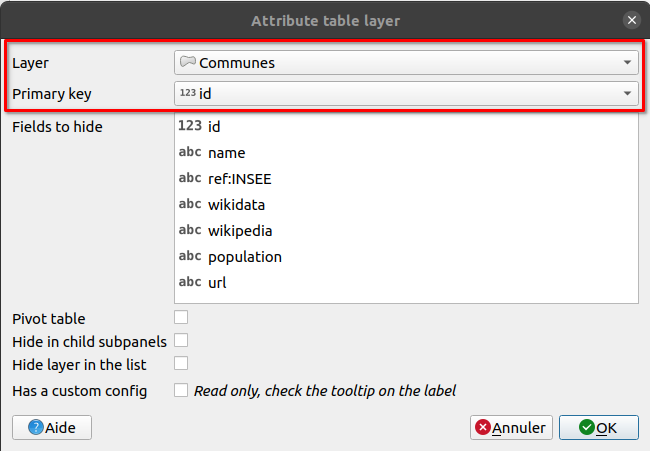 Attribute table layer
Layer Communes
Primary key 123 id
Fields to hide 123 id
abc name
abc ref:INSEE
abc wikidata
abc wikipedia
abc population
abc url
Pivot table
Hide in child subpanels
Hide layer in the list
Has a custom config Read only, check the tooltip on the label
? Aide Annuler OK